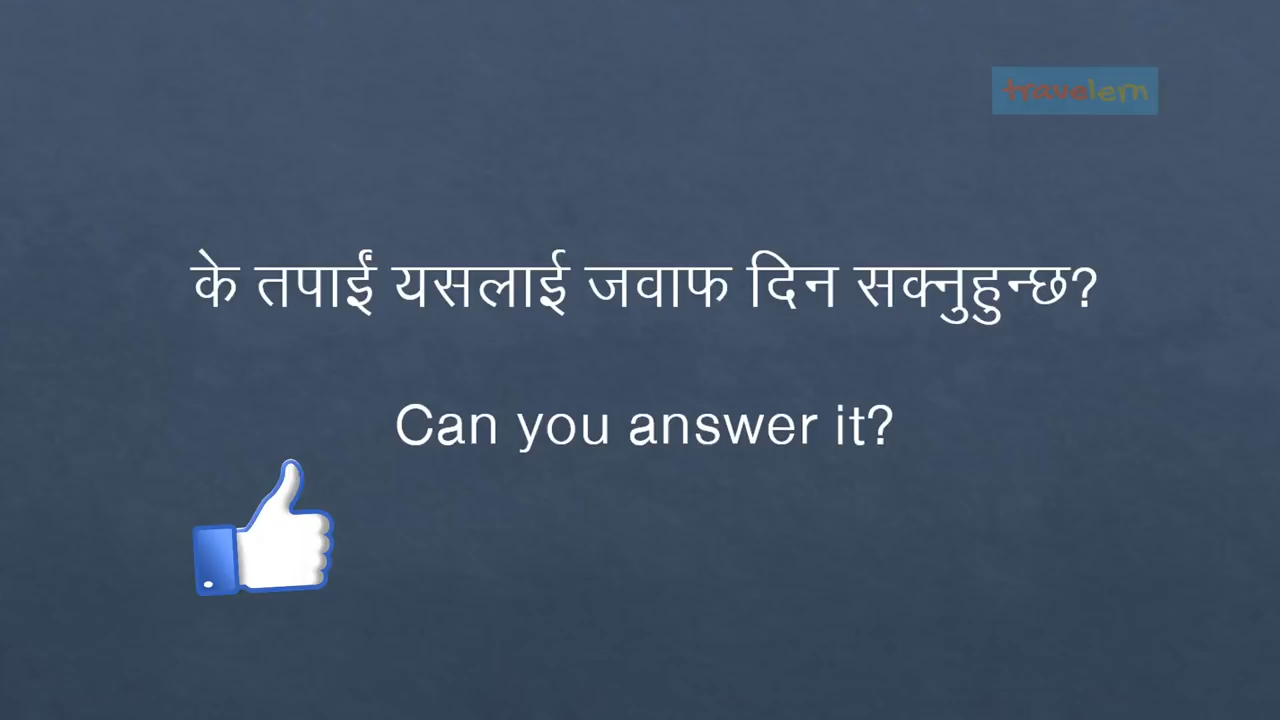 travelem
के तपाईं यसलाई जवाफ दिन सक्नुहुन्छ?
Can you answer it?